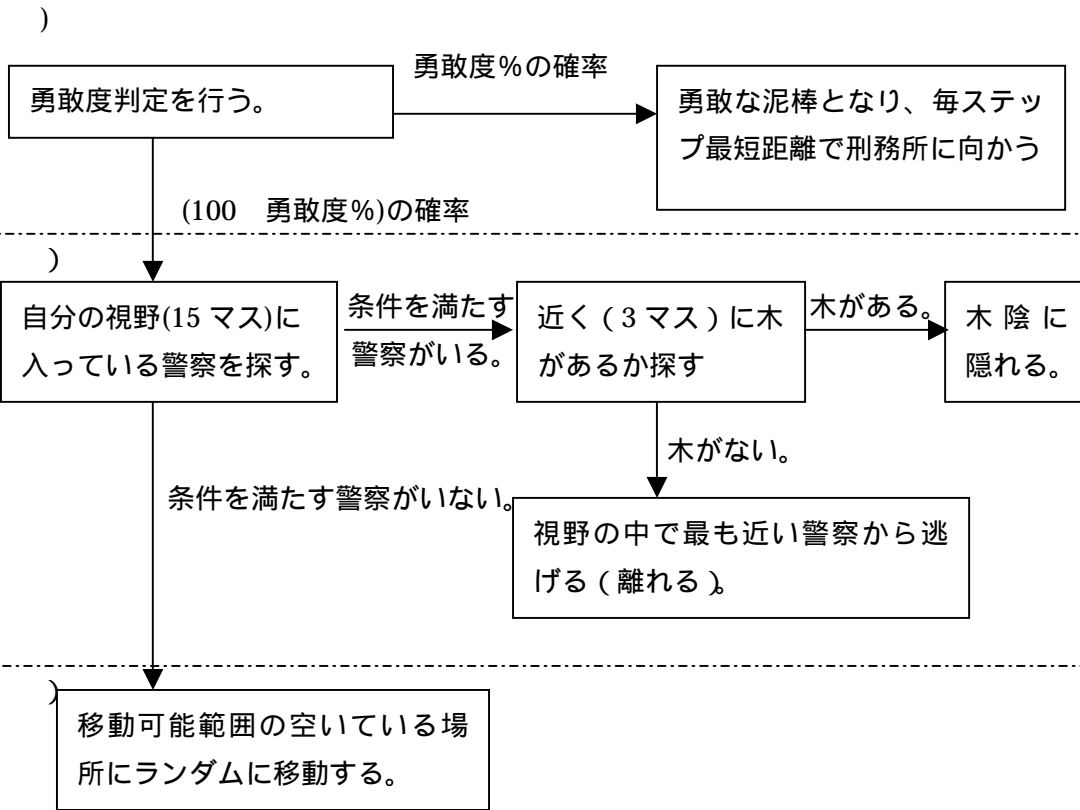 )
勇敢度%の確率
勇敢度判定を行う。
勇敢な泥棒となり、毎ステッ
プ最短距離で刑務所に向かう
(100　勇敢度%)の確率
)
自分の視野(15 マス)に
入っている警察を探す。
条件を満たす
警察がいる。
近く(3 マス)に木
があるか探す
木がある。
木陰に
隠れる。
木がない。
条件を満たす警察がいない。
視野の中で最も近い警察から逃
げる(離れる)。
)
移動可能範囲の空いている場
所にランダムに移動する。